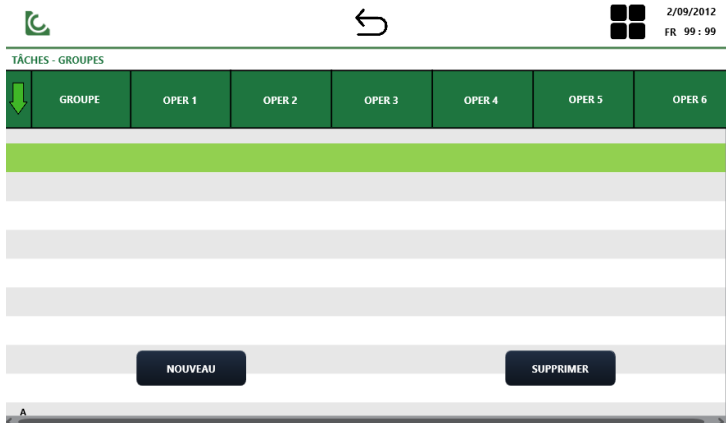 2/09/2012
FR 99 : 99
TÂCHES - GROUPES
GROUPE OPER 1 OPER 2 OPER 3 OPER 4 OPER 5 OPER 6
NOUVEAU SUPPRIMER
A